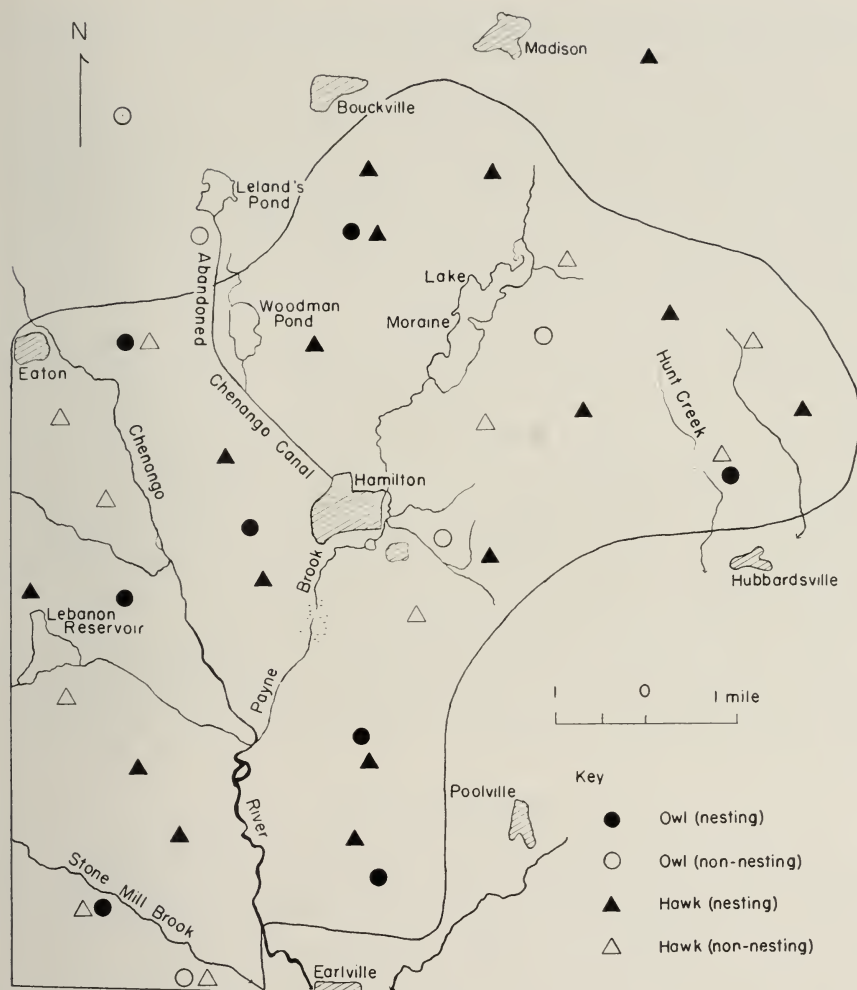 N
Madison
Bouckville
Leland's
Pond
Abandoned
Lake
Moraine
Woodman
Pond
Eaton
Chenango
Chenango Canal
Hunt Creek
Hamilton
Brook
Hubbardsville
Lebanon
Reservoir
Payne
1 0 1 mile
River
Poolville
Key
Owl (nesting)
Owl (non-nesting)
Hawk (nesting)
Hawk (non-nesting)
Stone Mill Brook
Earlville